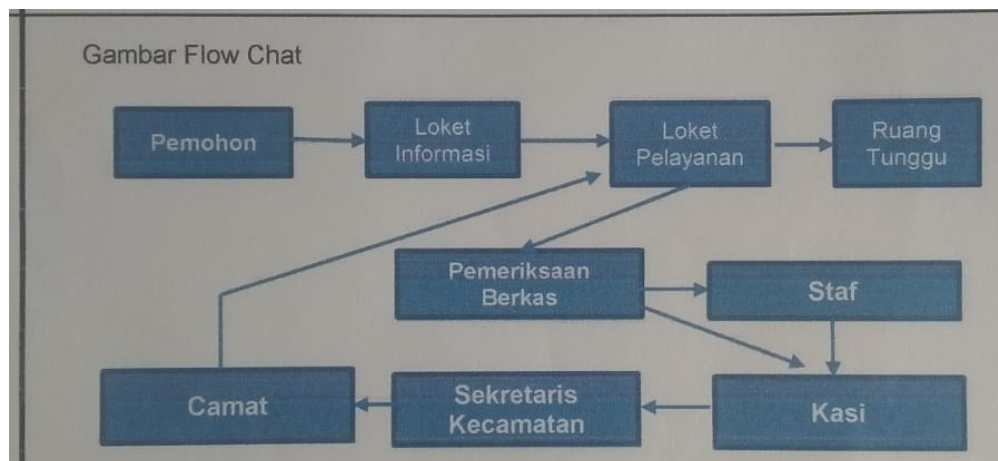 Gambar Flow Chat
Pemohon
Loket
Informasi
Loket
Pelayanan
Ruang
Tunggu
Pemeriksaan
Berkas
Staf
Camat
Sekretaris
Kecamatan
Kasi